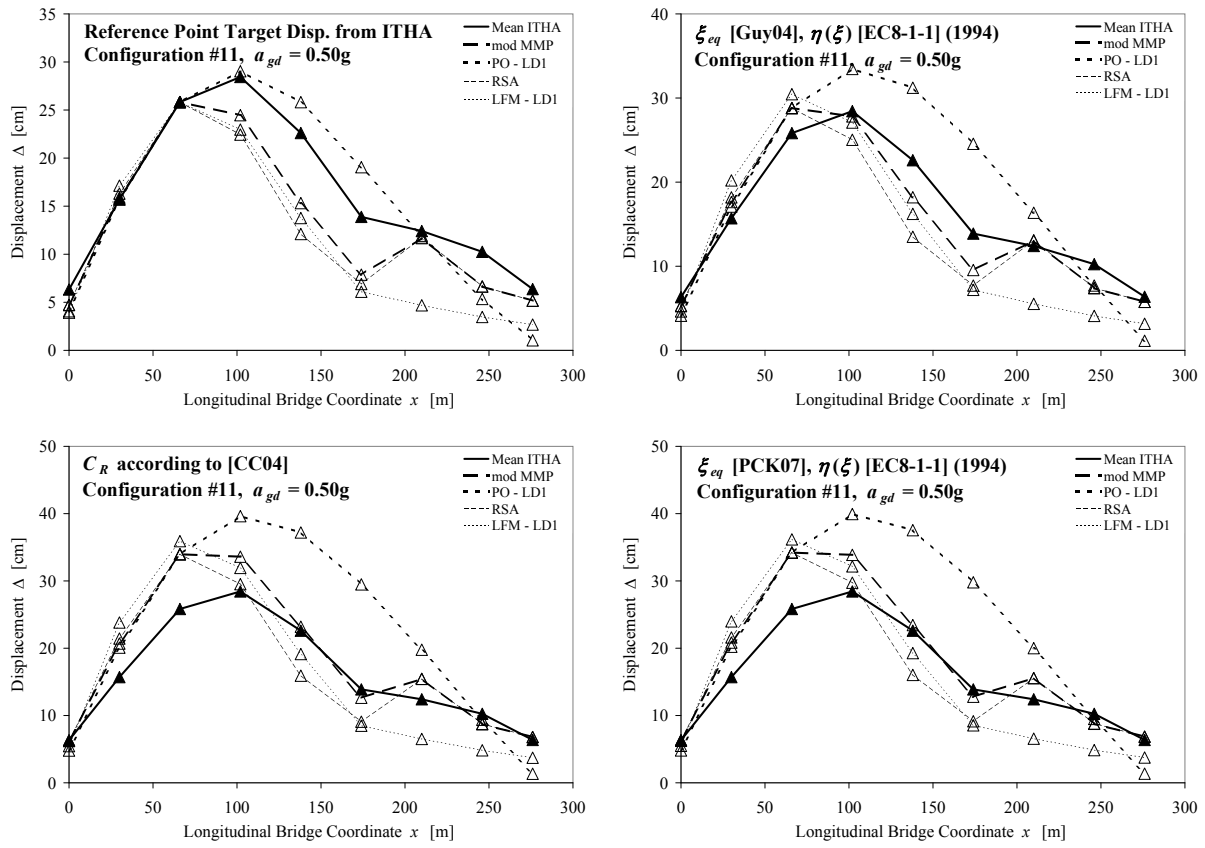 Reference Point Target Disp. from ITHA
Configuration #11, a gd = 0.50g
Mean ITHA
mod MMP
PO - LD1
RSA
LFM - LD1
Displacement Δ [cm]
35
30
25
20
15
10
5
0
0 50 100 150 200 250 300
Longitudinal Bridge Coordinate x [m]
ξ eq [Guy04], η(ξ) [EC8-1-1] (1994)
Configuration #11, a gd = 0.50g
Mean ITHA
mod MMP
PO - LD1
RSA
LFM - LD1
Displacement Δ [cm]
40
30
20
10
0
0 50 100 150 200 250 300
Longitudinal Bridge Coordinate x [m]
C R according to [CC04]
Configuration #11, a gd = 0.50g
Mean ITHA
mod MMP
PO - LD1
RSA
LFM - LD1
Displacement Δ [cm]
50
40
30
20
10
0
0 50 100 150 200 250 300
Longitudinal Bridge Coordinate x [m]
ξ eq [PCK07], η(ξ) [EC8-1-1] (1994)
Configuration #11, a gd = 0.50g
Mean ITHA
mod MMP
PO - LD1
RSA
LFM - LD1
Displacement Δ [cm]
50
40
30
20
10
0
0 50 100 150 200 250 300
Longitudinal Bridge Coordinate x [m]